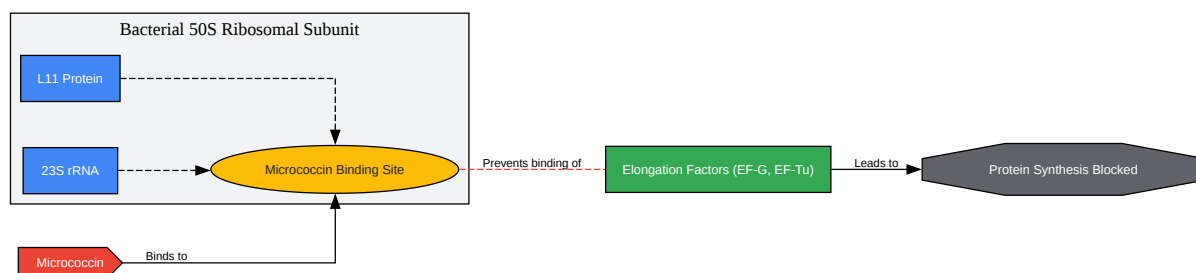 Bacterial 50S Ribosomal Subunit
L11 Protein
23S rRNA
Micrococcin Binding Site
Prevents binding of
Elongation Factors (EF-G, EF-Tu)
Leads to
Protein Synthesis Blocked
Micrococcin
Binds to